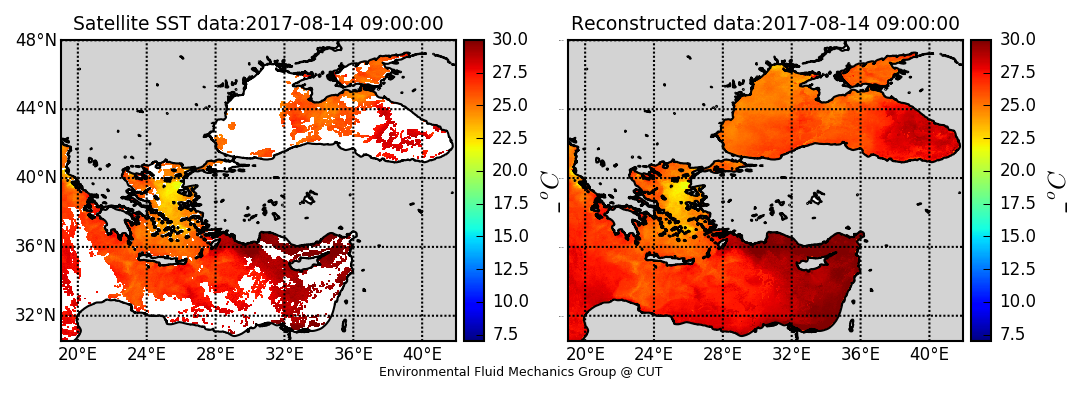 Satellite SST data:2017-08-14 09:00:00
48°N
44°N
40°N
36°N
32°N
20°E 24°E 28°E 32°E 36°E 40°E
30.0
27.5
25.0
22.5
20.0
17.5
15.0
12.5
10.0
7.5
_ °C
Reconstructed data:2017-08-14 09:00:00
20°E 24°E 28°E 32°E 36°E 40°E
30.0
27.5
25.0
22.5
20.0
17.5
15.0
12.5
10.0
7.5
_ °C
Environmental Fluid Mechanics Group @ CUT